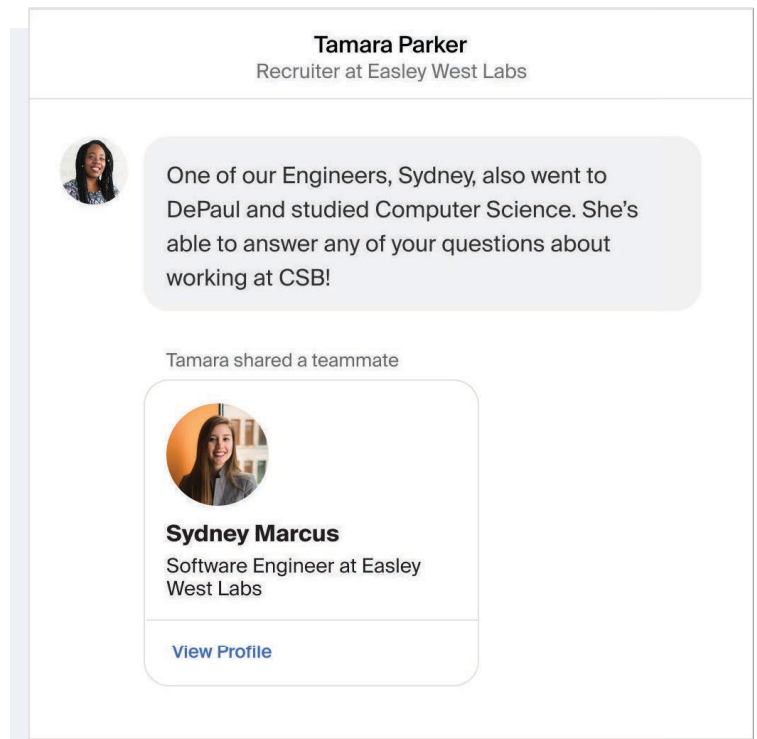 Tamara Parker
Recruiter at Easley West Labs
One of our Engineers, Sydney, also went to
DePaul and studied Computer Science. She’s
able to answer any of your questions about
working at CSB!
Tamara shared a teammate
Sydney Marcus
Software Engineer at Easley
West Labs
View Profile